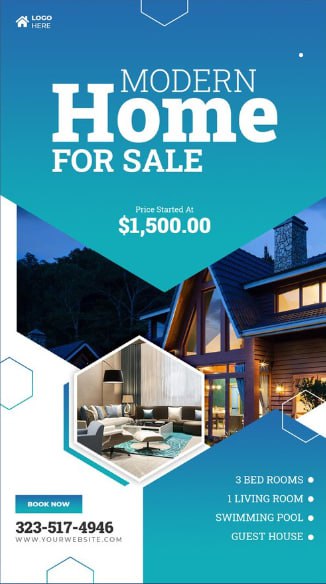 LOGO
HERE
MODERN
Home
FOR SALE
Price Started At
$1,500.00
3 BED ROOMS
1 LIVING ROOM
SWIMMING POOL
GUEST HOUSE
BOOK NOW
323-517-4946
WWW.YOURWEBSITE.COM